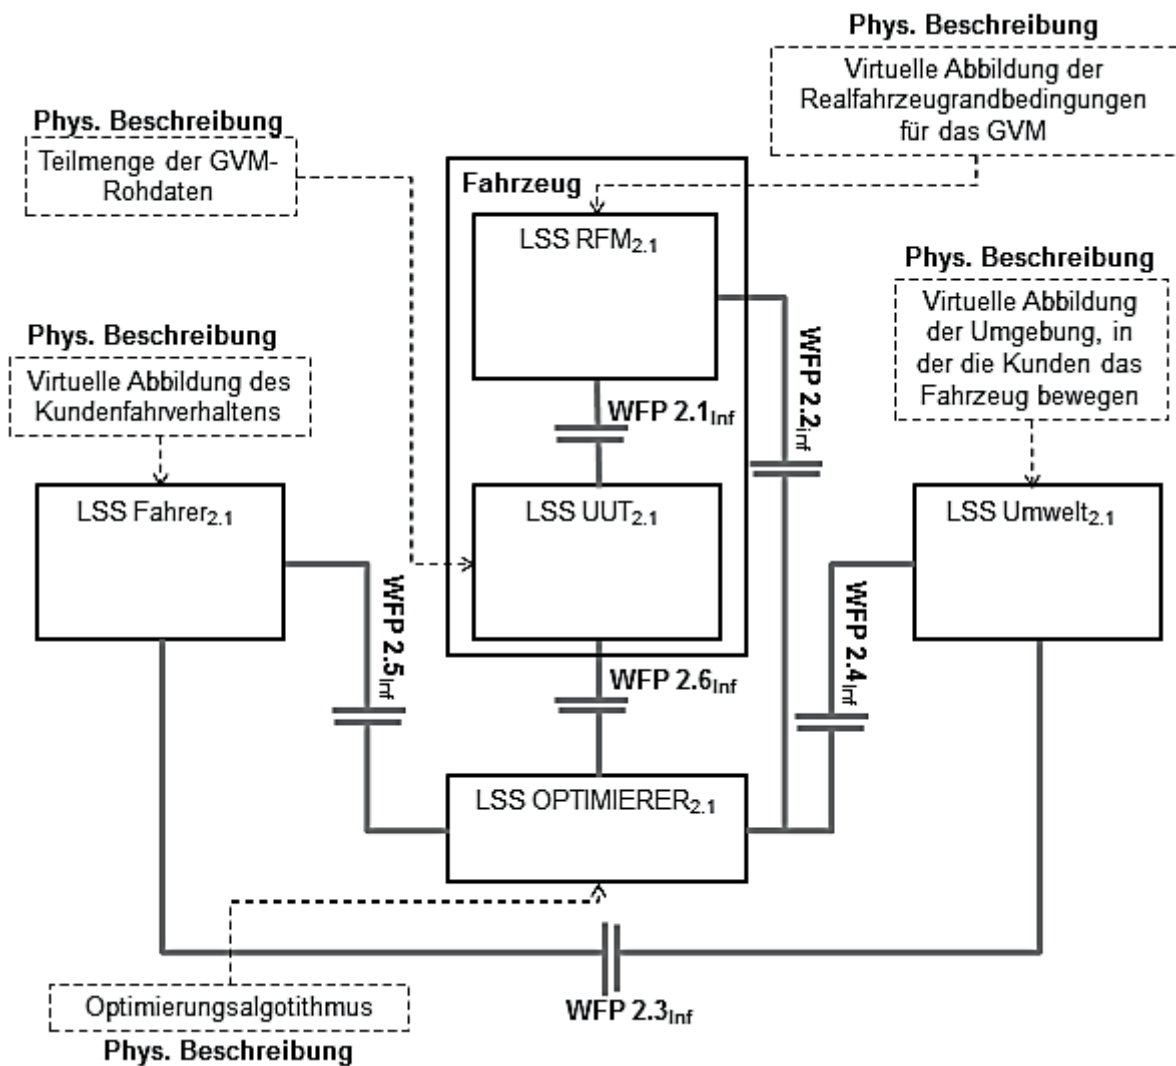 Phys. Beschreibung
Virtuelle Abbildung der
Realfahrzeugrandbedingungen
für das GVM
Phys. Beschreibung
Teilmenge der GVM-
Rohdaten
Fahrzeug
LSS RFM2.1
Phys. Beschreibung
Virtuelle Abbildung
der Umgebung, in
der die Kunden das
Fahrzeug bewegen
Phys. Beschreibung
Virtuelle Abbildung des
Kundenfahrverhaltens
WFP 2.1Inf
WFP 2.2Inf
LSS Fahrer2.1
LSS UUT2.1
LSS Umwelt2.1
WFP 2.5Inf
WFP 2.4Inf
WFP 2.6Inf
LSS OPTIMIERER2.1
Optimierungsalgotithmus
Phys. Beschreibung
WFP 2.3Inf